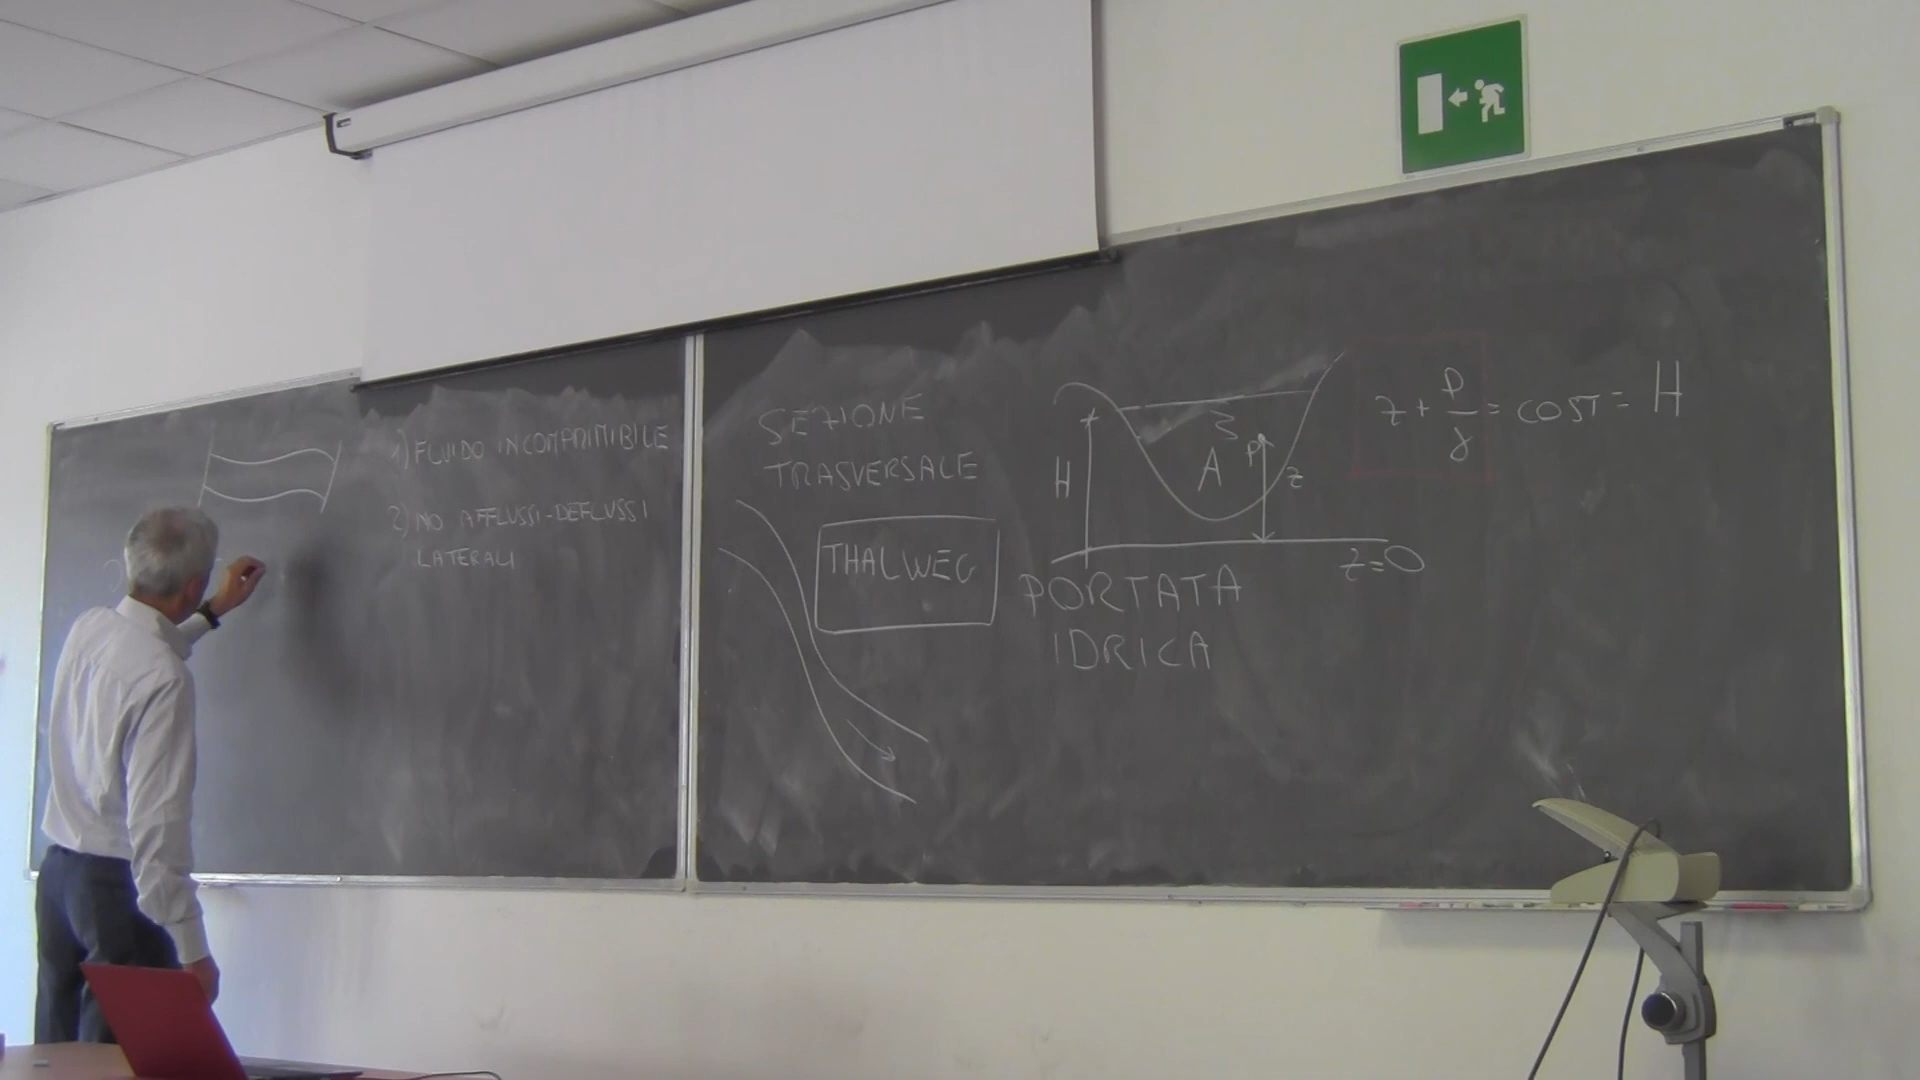 1) FLUIDO INCOMPRIMIBILE
2) NO AFFLUSSI-DEFLUSSI
LATERALI
SEZIONE
TRASVERSALE
THALWEG
H
A
P
z
z=0
PORTATA
IDRICA
z + P/γ = COST = H